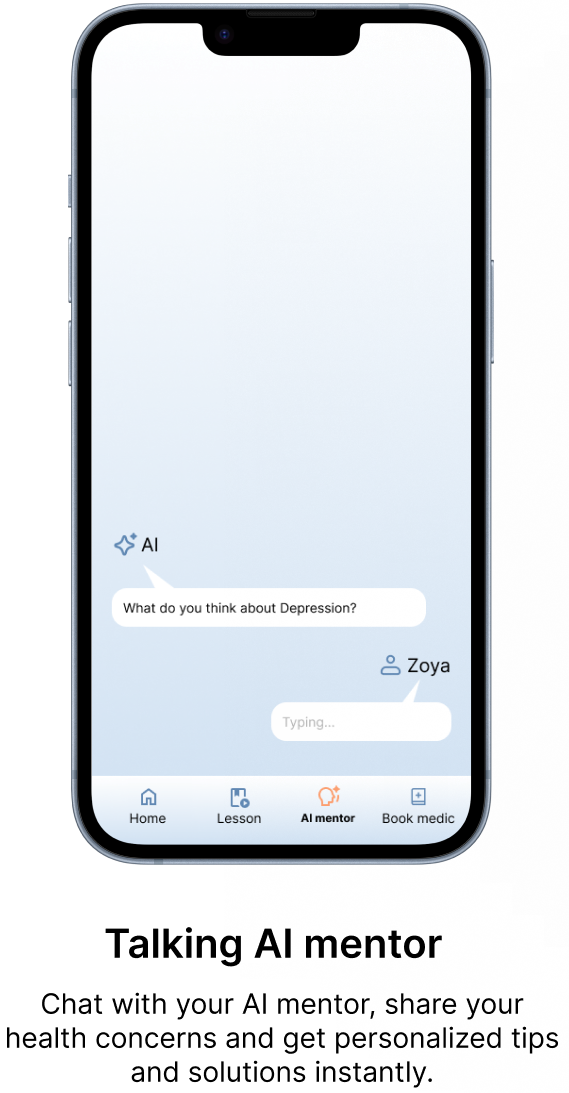 AI
What do you think about Depression?
Zoya
Typing...
Home Lesson AI mentor Book medic
Talking AI mentor
Chat with your AI mentor, share your
health concerns and get personalized tips
and solutions instantly.